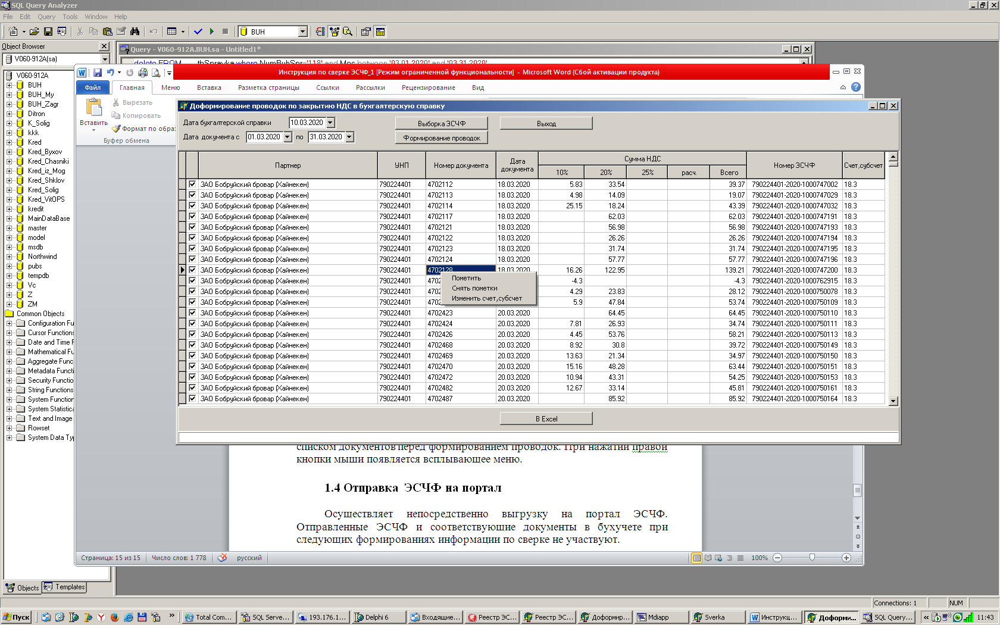 SQL Query Analyzer
File Edit Query Tools Window Help
BUH
Object Browser
V060-912A(sa)
V060-912A
BUH
BUH_My
BUH_Zagr
Ditron
K_Solig
kkk
Kred
Kred_Byxov
Kred_Chasniki
Kred_iz_Mog
Kred_Shklov
Kred_Solig
Kred_VitOPS
kredit
MainDataBase
master
model
msdb
Northwind
pubs
tempdb
Vc
Z
ZM
Common Objects
Configuration Fu
Cursor Functions
Date and Time F
Mathematical Fu
Aggregate Func
Metadata Functi
Security Functio
String Functions
System Function
System Statistica
Text and Image
Rowset
System Data Typ
Objects Templates
Query - V060-912A.BUH.sa - Untitled1*
delete FROM thSpravka where NumBuhSpr='118' and Mes between '03.01.2020' and '03.31.2020'
Инструкция по сверке ЭСЧФ_1 [Режим ограниченной функциональности] - Microsoft Word (Сбой активации продукта)
Файл Главная Меню Вставка Разметка страницы Ссылки Рассылки Рецензирование Вид
Вставить
Вырезать
Копировать
Формат по обра
Буфер обмена
Доформирование проводок по закрытию НДС в бухгалтерскую справку
Дата бухгалтерской справки 10.03.2020 Выборка ЭСЧФ Выход
Дата документа с 01.03.2020 по 31.03.2020 Формирование проводок
Партнер УНП Номер документа Дата документа Сумма НДС 10% 20% 25% расч. Всего Номер ЭСЧФ Счет,субсчет
ЗАО Бобруйский бровар (Хайнекен) 790224401 4702112 18.03.2020 5.83 33.54 39.37 790224401-2020-1000747002 18.3
ЗАО Бобруйский бровар (Хайнекен) 790224401 4702113 18.03.2020 4.98 14.09 19.07 790224401-2020-1000747029 18.3
ЗАО Бобруйский бровар (Хайнекен) 790224401 4702114 18.03.2020 25.15 18.24 43.39 790224401-2020-1000747032 18.3
ЗАО Бобруйский бровар (Хайнекен) 790224401 4702117 18.03.2020 62.03 62.03 790224401-2020-1000747191 18.3
ЗАО Бобруйский бровар (Хайнекен) 790224401 4702121 18.03.2020 56.98 56.98 790224401-2020-1000747193 18.3
ЗАО Бобруйский бровар (Хайнекен) 790224401 4702122 18.03.2020 26.26 26.26 790224401-2020-1000747194 18.3
ЗАО Бобруйский бровар (Хайнекен) 790224401 4702123 18.03.2020 31.74 31.74 790224401-2020-1000747195 18.3
ЗАО Бобруйский бровар (Хайнекен) 790224401 4702124 18.03.2020 57.77 57.77 790224401-2020-1000747196 18.3
ЗАО Бобруйский бровар (Хайнекен) 790224401 4702128 18.03.2020 16.26 122.95 139.21 790224401-2020-1000747200 18.3
ЗАО Бобруйский бровар (Хайнекен) 790224401 4702 -4.3 -4.3 790224401-2020-1000762915 18.3
ЗАО Бобруйский бровар (Хайнекен) 790224401 4702 4.29 23.83 28.12 790224401-2020-1000750078 18.3
ЗАО Бобруйский бровар (Хайнекен) 790224401 4702 5.9 47.84 53.74 790224401-2020-1000750109 18.3
ЗАО Бобруйский бровар (Хайнекен) 790224401 4702423 20.03.2020 64.45 64.45 790224401-2020-1000750110 18.3
ЗАО Бобруйский бровар (Хайнекен) 790224401 4702424 20.03.2020 7.81 26.93 34.74 790224401-2020-1000750111 18.3
ЗАО Бобруйский бровар (Хайнекен) 790224401 4702426 20.03.2020 4.45 53.76 58.21 790224401-2020-1000750113 18.3
ЗАО Бобруйский бровар (Хайнекен) 790224401 4702468 20.03.2020 8.92 30.8 39.72 790224401-2020-1000750149 18.3
ЗАО Бобруйский бровар (Хайнекен) 790224401 4702469 20.03.2020 13.63 21.34 34.97 790224401-2020-1000750150 18.3
ЗАО Бобруйский бровар (Хайнекен) 790224401 4702470 20.03.2020 15.16 48.28 63.44 790224401-2020-1000750151 18.3
ЗАО Бобруйский бровар (Хайнекен) 790224401 4702472 20.03.2020 10.94 43.31 54.25 790224401-2020-1000750153 18.3
ЗАО Бобруйский бровар (Хайнекен) 790224401 4702482 20.03.2020 12.67 33.14 45.81 790224401-2020-1000750161 18.3
ЗАО Бобруйский бровар (Хайнекен) 790224401 4702487 20.03.2020 85.92 85.92 790224401-2020-1000750164 18.3
Пометить
Снять пометки
Изменить счет,субсчет
В Excel
списком документов перед формированием проводок. При нажатии правой
кнопки мыши появляется всплывающее меню.
1.4 Отправка ЭСЧФ на портал
Осуществляет непосредственно выгрузку на портал ЭСЧФ.
Отправленные ЭСЧФ и соответствующие документы в бухучете при
следующих формированиях информации по сверке не участвуют.
Страница: 15 из 15 Число слов: 1 778 русский 100%
Connections: 1 NUM
Пуск Total Com... SQL Serve... 193.176.1... Delphi 6 Входящие... Реестр ЭС... Реестр ЭС... Доформир... Mdiapp Sverka Инструкц... Доформи... SQL Query... 11:43